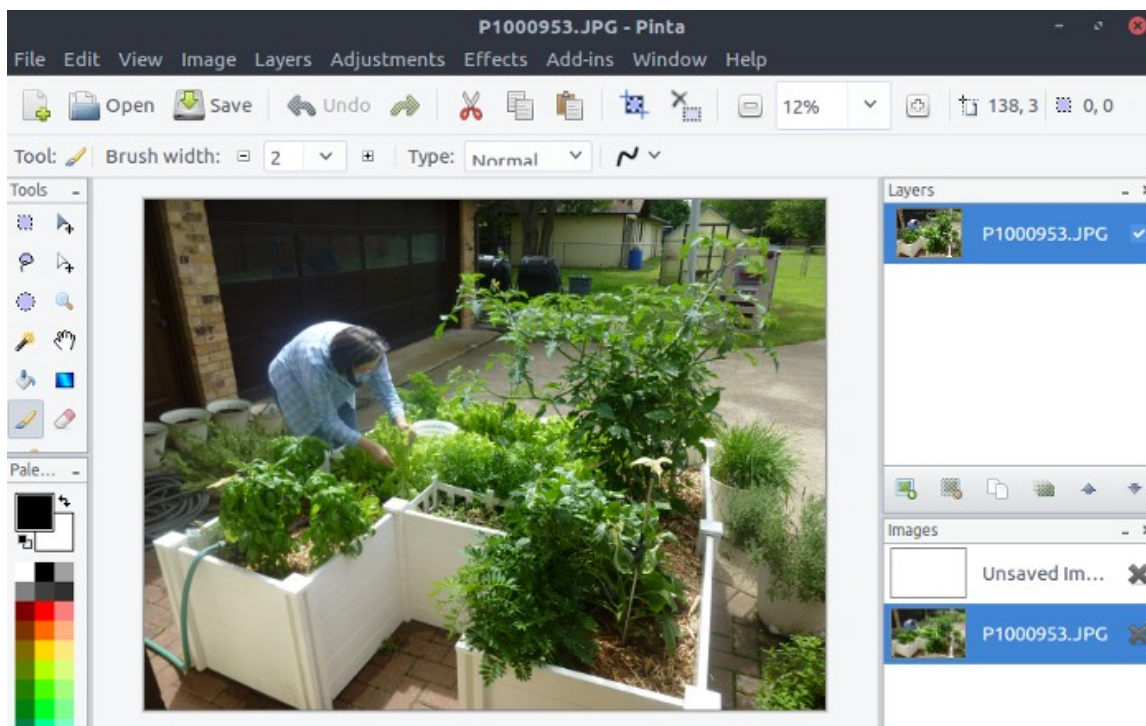 P1000953.JPG - Pinta
File Edit View Image Layers Adjustments Effects Add-ins Window Help
Open Save Undo 12% 138, 3 0, 0
Tool: Brush width: 2 Type: Normal
Tools
Layers
P1000953.JPG
Pale...
Images
Unsaved Im...
P1000953.JPG